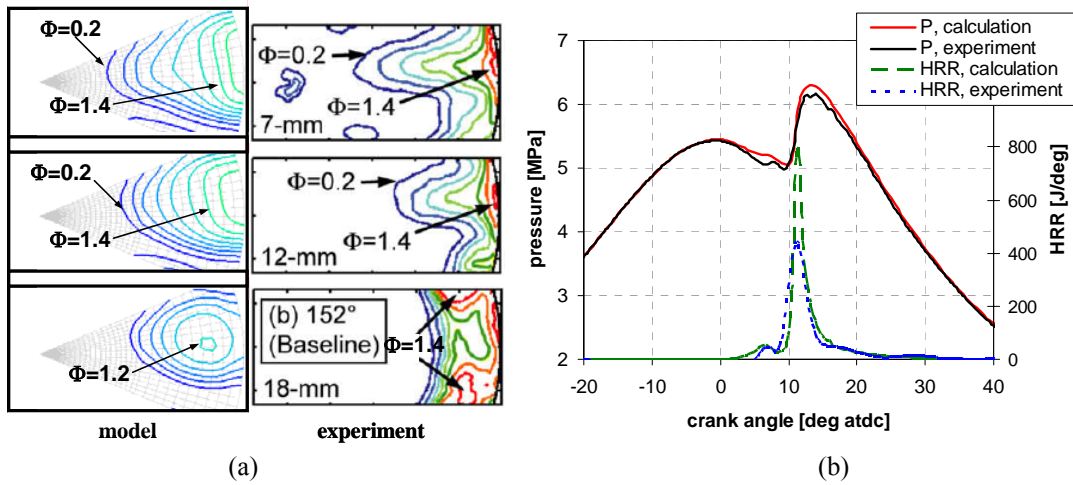 Φ=0.2
Φ=1.4
Φ=0.2
Φ=1.4
7-mm
Φ=0.2
Φ=1.4
Φ=0.2
Φ=1.4
12-mm
Φ=1.2
(b) 152°
(Baseline)
Φ=1.4
18-mm
model
experiment
(a)
P, calculation
P, experiment
HRR, calculation
HRR, experiment
pressure [MPa]
7
6
5
4
3
2
800
600
400
200
0
HRR [J/deg]
-20
-10
0
10
20
30
40
crank angle [deg atdc]
(b)